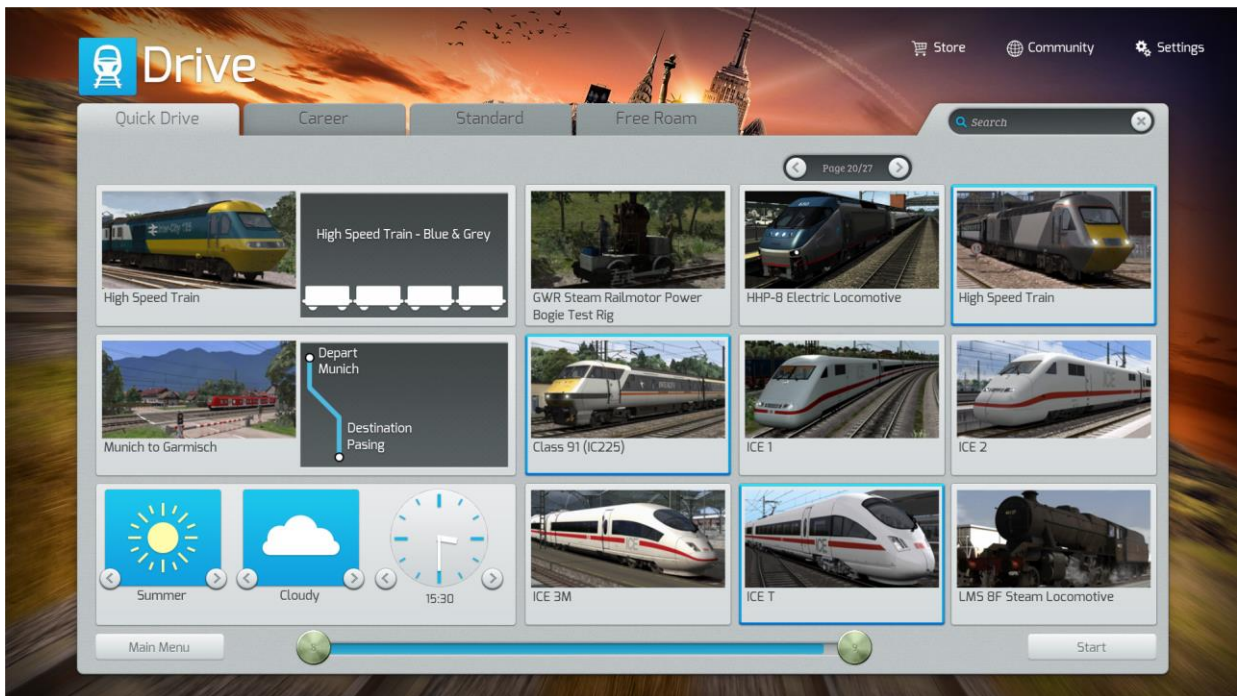 Drive
Store
Community
Settings
Quick Drive
Career
Standard
Free Roam
Search
Page 20/27
High Speed Train
High Speed Train - Blue & Grey
GWR Steam Railmotor Power
Bogie Test Rig
HHP-8 Electric Locomotive
High Speed Train
Munich to Garmisch
Depart
Munich
Destination
Pasing
Class 91 (IC225)
ICE 1
ICE 2
Summer
Cloudy
15:30
ICE 3M
ICE T
LMS 8F Steam Locomotive
Main Menu
Start